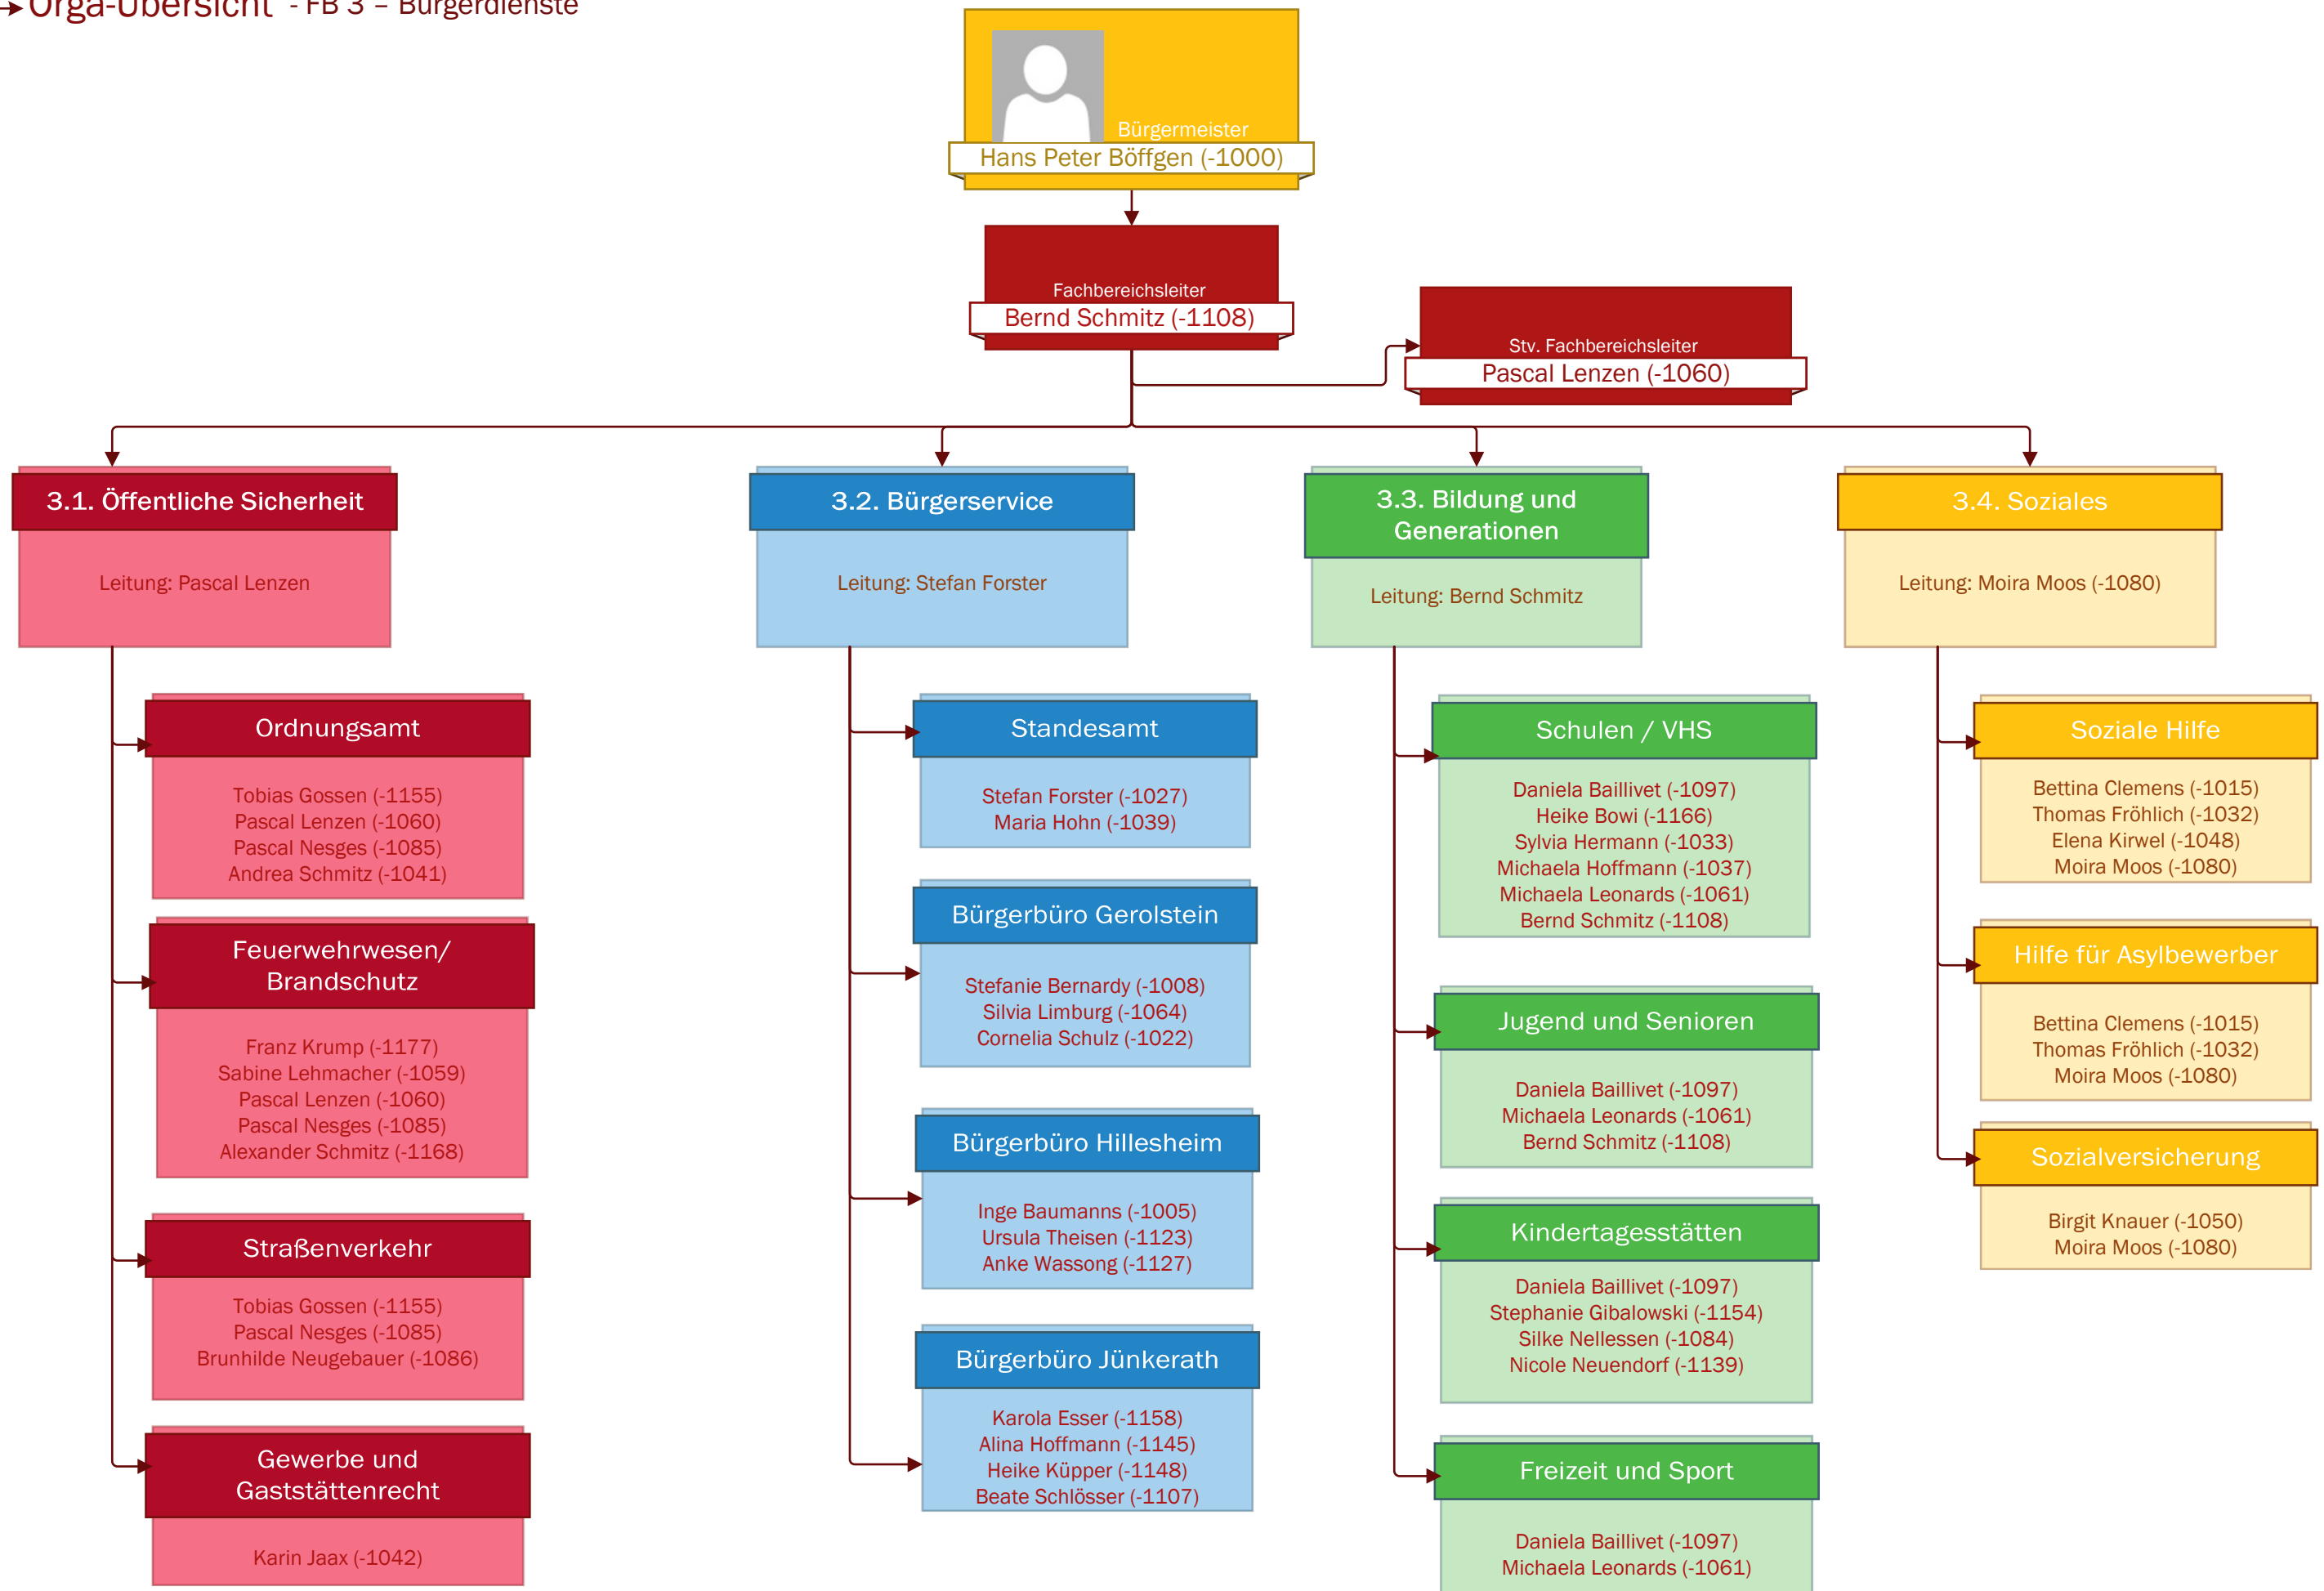 Orga-Übersicht - FB 3 – Bürgerdienste
Bürgermeister
Hans Peter Böffgen (-1000)
Fachbereichsleiter
Bernd Schmitz (-1108)
Stv. Fachbereichsleiter
Pascal Lenzen (-1060)
3.1. Öffentliche Sicherheit
Leitung: Pascal Lenzen
Ordnungsamt
Tobias Gossen (-1155)
Pascal Lenzen (-1060)
Pascal Nesges (-1085)
Andrea Schmitz (-1041)
Feuerwehrwesen/
Brandschutz
Franz Krump (-1177)
Sabine Lehmacher (-1059)
Pascal Lenzen (-1060)
Pascal Nesges (-1085)
Alexander Schmitz (-1168)
Straßenverkehr
Tobias Gossen (-1155)
Pascal Nesges (-1085)
Brunhilde Neugebauer (-1086)
Gewerbe und
Gaststättenrecht
Karin Jaax (-1042)
3.2. Bürgerservice
Leitung: Stefan Forster
Standesamt
Stefan Forster (-1027)
Maria Hohn (-1039)
Bürgerbüro Gerolstein
Stefanie Bernardy (-1008)
Silvia Limburg (-1064)
Cornelia Schulz (-1022)
Bürgerbüro Hillesheim
Inge Baumanns (-1005)
Ursula Theisen (-1123)
Anke Wassong (-1127)
Bürgerbüro Jünkerath
Karola Esser (-1158)
Alina Hoffmann (-1145)
Heike Küpper (-1148)
Beate Schlösser (-1107)
3.3. Bildung und
Generationen
Leitung: Bernd Schmitz
Schulen / VHS
Daniela Baillivet (-1097)
Heike Bowi (-1166)
Sylvia Hermann (-1033)
Michaela Hoffmann (-1037)
Michaela Leonards (-1061)
Bernd Schmitz (-1108)
Jugend und Senioren
Daniela Baillivet (-1097)
Michaela Leonards (-1061)
Bernd Schmitz (-1108)
Kindertagesstätten
Daniela Baillivet (-1097)
Stephanie Gibalowski (-1154)
Silke Nellessen (-1084)
Nicole Neuendorf (-1139)
Freizeit und Sport
Daniela Baillivet (-1097)
Michaela Leonards (-1061)
3.4. Soziales
Leitung: Moira Moos (-1080)
Soziale Hilfe
Bettina Clemens (-1015)
Thomas Fröhlich (-1032)
Elena Kirwel (-1048)
Moira Moos (-1080)
Hilfe für Asylbewerber
Bettina Clemens (-1015)
Thomas Fröhlich (-1032)
Moira Moos (-1080)
Sozialversicherung
Birgit Knauer (-1050)
Moira Moos (-1080)